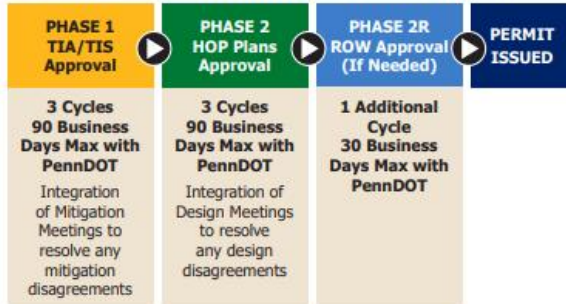 PHASE 1
TIA/TIS
Approval
PHASE 2
HOP Plans
Approval
PHASE 2R
ROW Approval
(If Needed)
PERMIT
ISSUED
3 Cycles
90 Business
Days Max with
PennDOT
Integration
of Mitigation
Meetings to
resolve any
mitigation
disagreements
3 Cycles
90 Business
Days Max with
PennDOT
Integration of
Design Meetings
to resolve
any design
disagreements
1 Additional
Cycle
30 Business
Days Max with
PennDOT